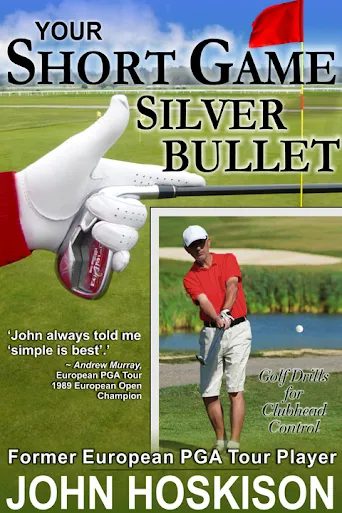 YOUR
SHORT GAME
SILVER
BULLET
'John always told me
'simple is best'.'
~ Andrew Murray,
European PGA Tour
1989 European Open
Champion
Golf Drills
for
Clubhead
Control
Former European PGA Tour Player
JOHN HOSKISON